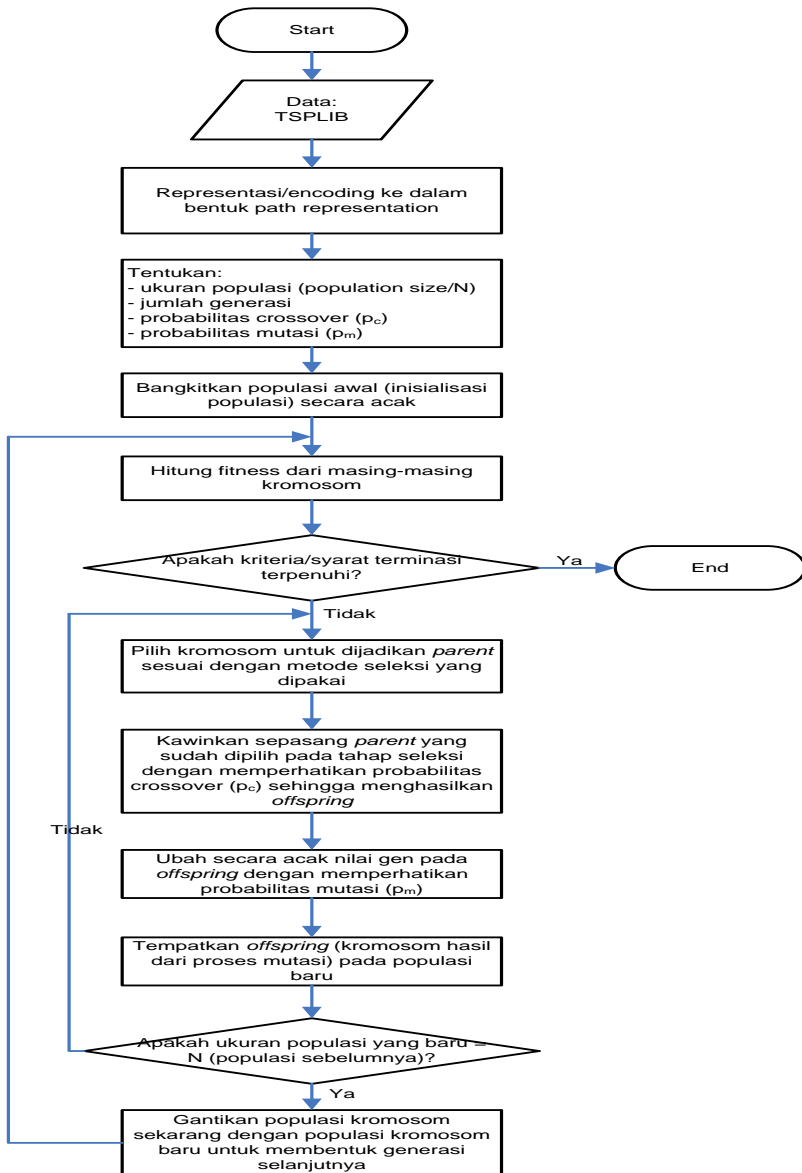 Start
Data:
TSPLIB
Representasi/encoding ke dalam
bentuk path representation
Tentukan:
- ukuran populasi (population size/N)
- jumlah generasi
- probabilitas crossover (pc)
- probabilitas mutasi (pm)
Bangkitkan populasi awal (inisialisasi
populasi) secara acak
Hitung fitness dari masing-masing
kromosom
Apakah kriteria/syarat terminasi
terpenuhi?
Ya
End
Tidak
Pilih kromosom untuk dijadikan parent
sesuai dengan metode seleksi yang
dipakai
Kawinkan sepasang parent yang
sudah dipilih pada tahap seleksi
dengan memperhatikan probabilitas
crossover (pc) sehingga menghasilkan
offspring
Tidak
Ubah secara acak nilai gen pada
offspring dengan memperhatikan
probabilitas mutasi (pm)
Tempatkan offspring (kromosom hasil
dari proses mutasi) pada populasi
baru
Apakah ukuran populasi yang baru =
N (populasi sebelumnya)?
Ya
Gantikan populasi kromosom
sekarang dengan populasi kromosom
baru untuk membentuk generasi
selanjutnya